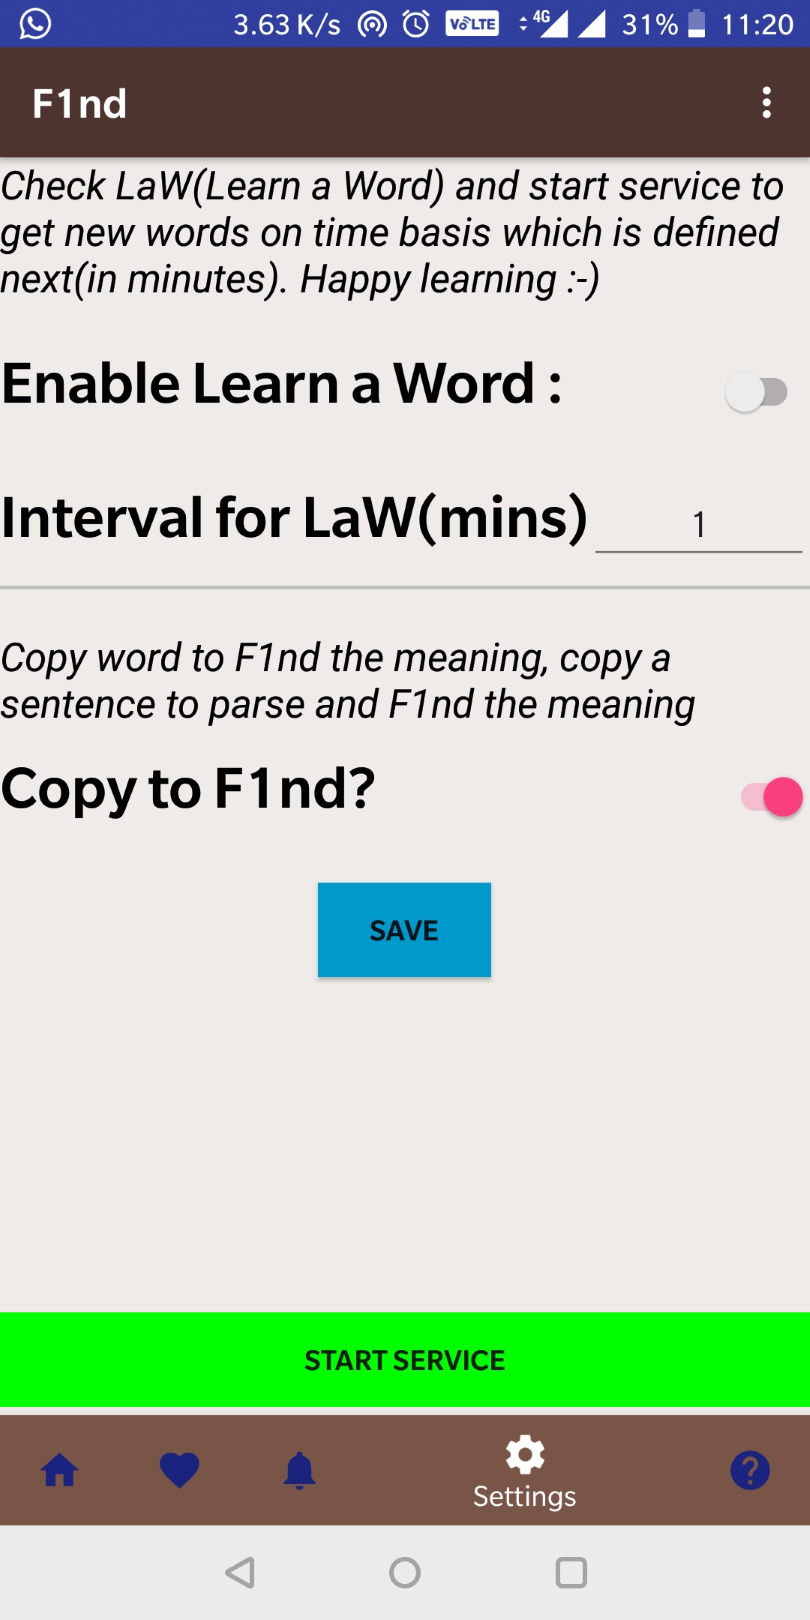 3.63 K/s VoLTE 4G 31% 11:20
F1nd
Check LaW(Learn a Word) and start service to
get new words on time basis which is defined
next(in minutes). Happy learning :-)
Enable Learn a Word :
Interval for LaW(mins) 1
Copy word to F1nd the meaning, copy a
sentence to parse and F1nd the meaning
Copy to F1nd?
SAVE
START SERVICE
Settings